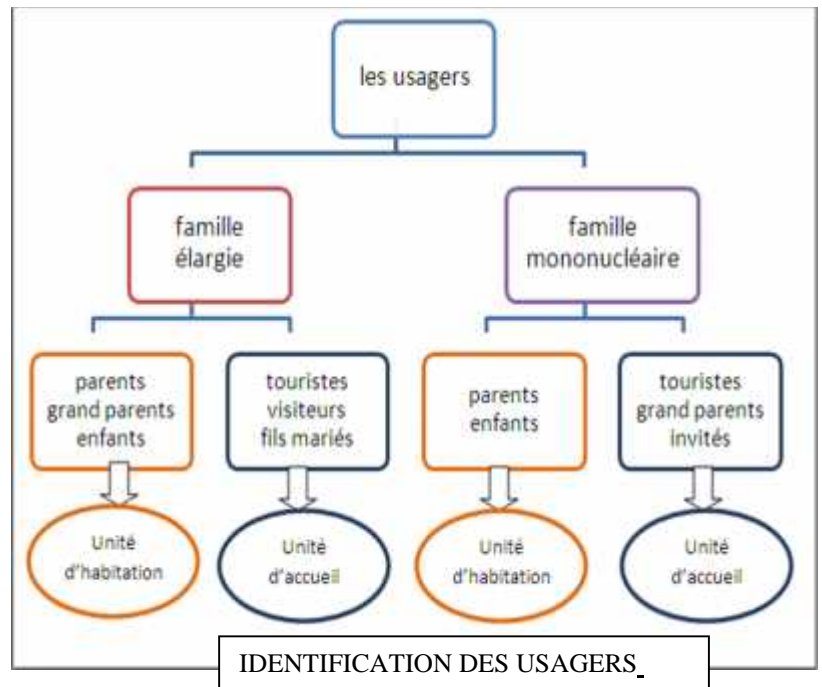 les usagers
famille
élargie
famille
mononucléaire
parents
grand parents
enfants
touristes
visiteurs
fils mariés
parents
enfants
touristes
grand parents
invités
Unité
d'habitation
Unité
d'accueil
Unité
d'habitation
Unité
d'accueil
IDENTIFICATION DES USAGERS